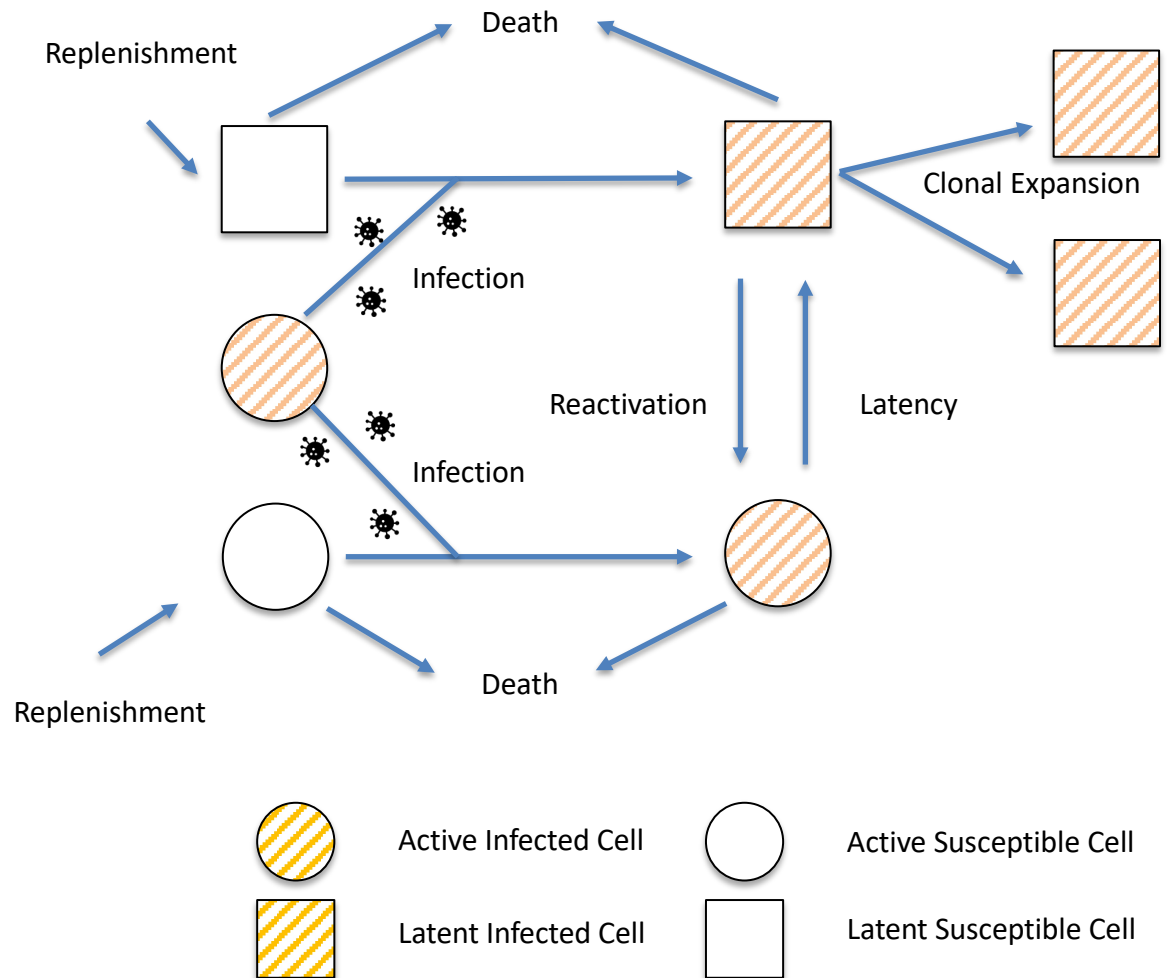 Death
Replenishment
Clonal Expansion
Infection
Reactivation
Latency
Infection
Death
Replenishment
Active Infected Cell
Active Susceptible Cell
Latent Infected Cell
Latent Susceptible Cell